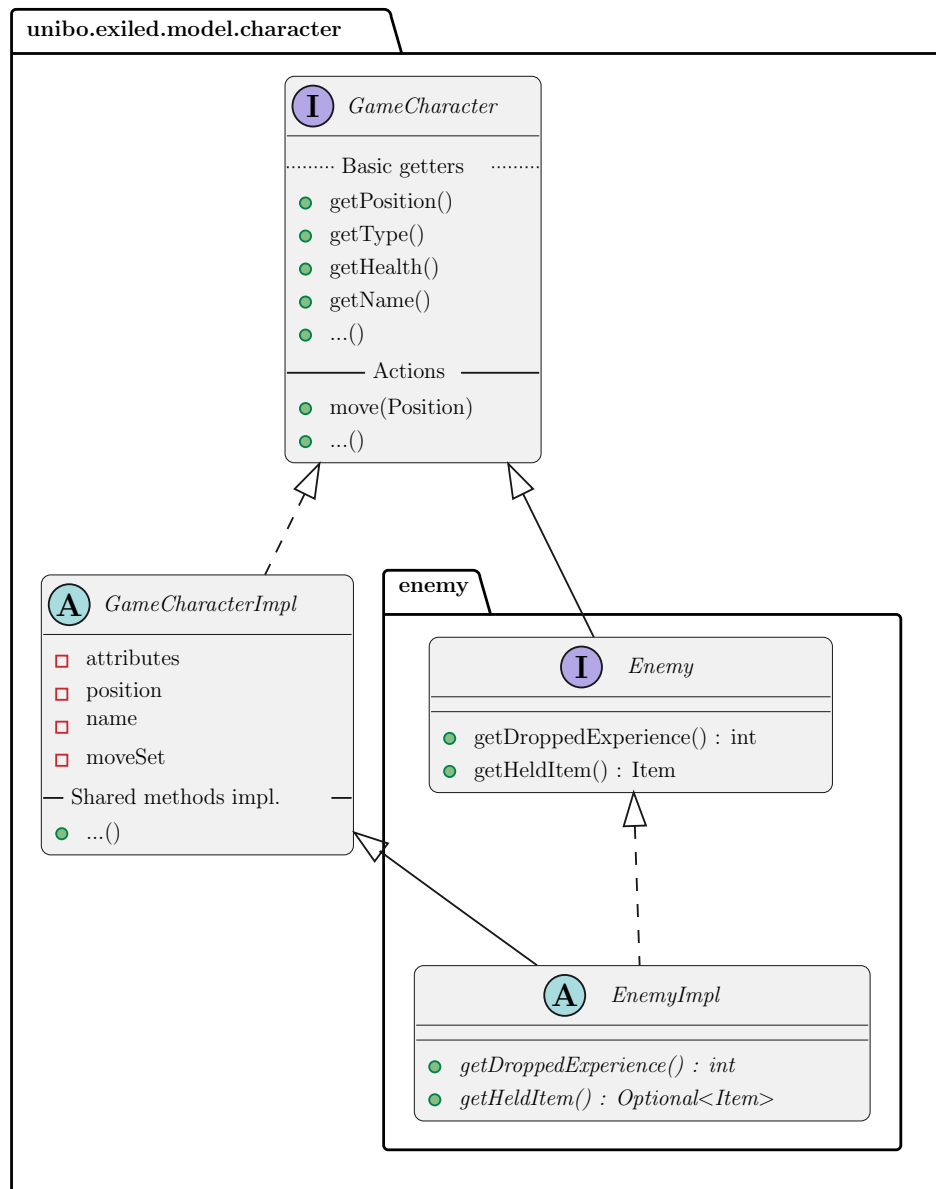 unibo.exiled.model.character
I GameCharacter
Basic getters
getPosition()
getType()
getHealth()
getName()
...()
Actions
move(Position)
...()
A GameCharacterImpl
attributes
position
name
moveSet
Shared methods impl.
...()
enemy
I Enemy
getDroppedExperience() : int
getHeldItem() : Item
A EnemyImpl
getDroppedExperience() : int
getHeldItem() : Optional<Item>